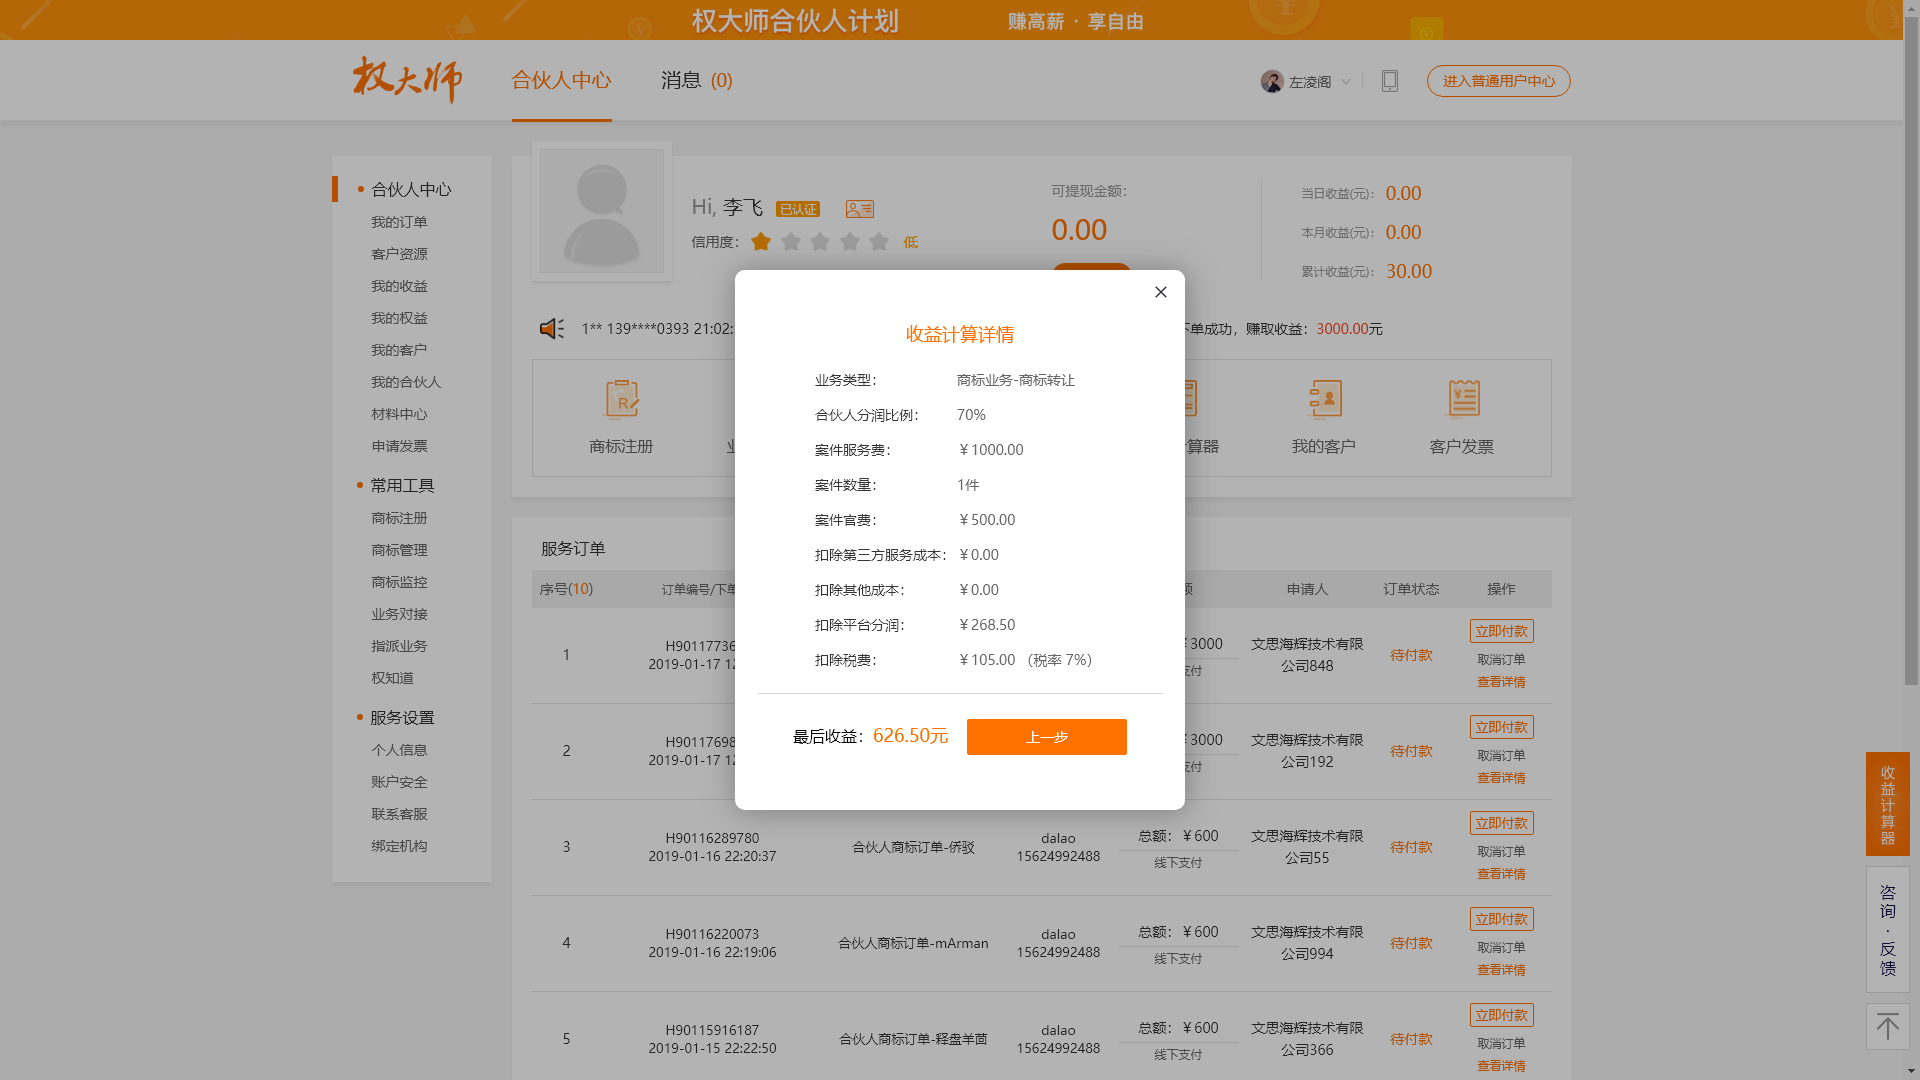 权大师合伙人计划 赚高薪 · 享自由
权大师 合伙人中心 消息 (0) 左凌阁 进入普通用户中心
合伙人中心
我的订单
客户资源
我的收益
我的权益
我的客户
我的合伙人
材料中心
申请发票
常用工具
商标注册
商标管理
商标监控
业务对接
指派业务
权知道
服务设置
个人信息
账户安全
联系客服
绑定机构
Hi, 李飞 已认证
信用度： 低
可提现金额：
0.00
当日收益(元)： 0.00
本月收益(元)： 0.00
累计收益(元)： 30.00
1** 139****0393 21:02: 下单成功，赚取收益：3000.00元
商标注册 业 算器 我的客户 客户发票
收益计算详情
业务类型： 商标业务-商标转让
合伙人分润比例： 70%
案件服务费： ￥1000.00
案件数量： 1件
案件官费： ￥500.00
扣除第三方服务成本： ￥0.00
扣除其他成本： ￥0.00
扣除平台分润： ￥268.50
扣除税费： ￥105.00 （税率 7%）
最后收益：626.50元 上一步
服务订单
序号(10) 订单编号/下单 额 申请人 订单状态 操作
1 H90117736 2019-01-17 12 ￥3000 支付 文思海辉技术有限公司848 待付款 立即付款 取消订单 查看详情
2 H90117698 2019-01-17 12 ￥3000 支付 文思海辉技术有限公司192 待付款 立即付款 取消订单 查看详情
3 H90116289780 2019-01-16 22:20:37 合伙人商标订单-侨驳 dalao 15624992488 总额：￥600 线下支付 文思海辉技术有限公司55 待付款 立即付款 取消订单 查看详情
4 H90116220073 2019-01-16 22:19:06 合伙人商标订单-mArman dalao 15624992488 总额：￥600 线下支付 文思海辉技术有限公司994 待付款 立即付款 取消订单 查看详情
5 H90115916187 2019-01-15 22:22:50 合伙人商标订单-释盘羊茴 dalao 15624992488 总额：￥600 线下支付 文思海辉技术有限公司366 待付款 立即付款 取消订单 查看详情
收益计算器
咨询·反馈